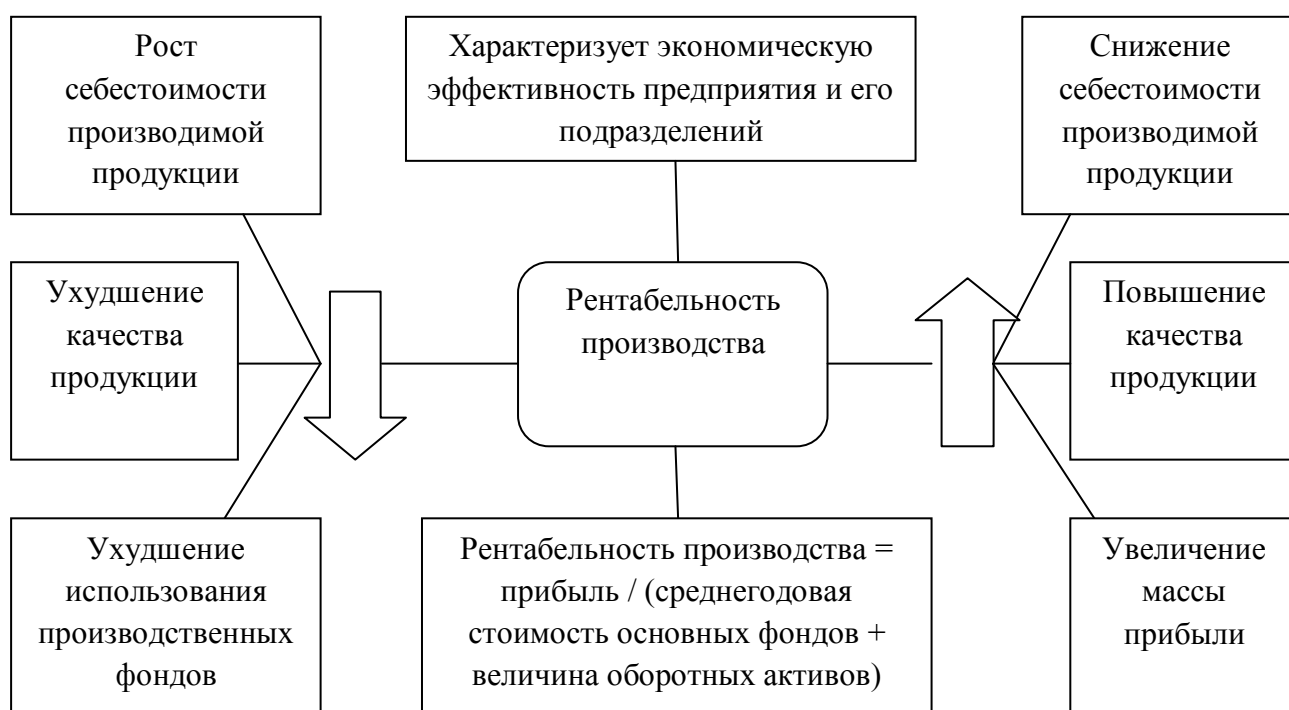 Рост
себестоимости
производимой
продукции
Характеризует экономическую
эффективность предприятия и его
подразделений
Снижение
себестоимости
производимой
продукции
Ухудшение
качества
продукции
Рентабельность
производства
Повышение
качества
продукции
Ухудшение
использования
производственных
фондов
Рентабельность производства =
прибыль / (среднегодовая
стоимость основных фондов +
величина оборотных активов)
Увеличение
массы
прибыли